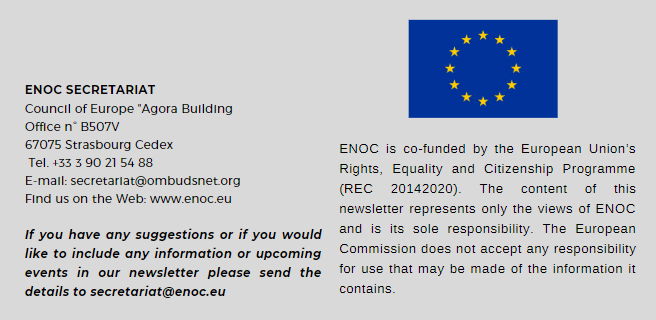 ENOC SECRETARIAT
Council of Europe "Agora Building
Office n° B507V
67075 Strasbourg Cedex
Tel. +33 3 90 21 54 88
E-mail: secretariat@ombudsnet.org
Find us on the Web: www.enoc.eu
If you have any suggestions or if you would
like to include any information or upcoming
events in our newsletter please send the
details to secretariat@enoc.eu
ENOC is co-funded by the European Union’s
Rights, Equality and Citizenship Programme
(REC 20142020). The content of this
newsletter represents only the views of ENOC
and is its sole responsibility. The European
Commission does not accept any responsibility
for use that may be made of the information it
contains.